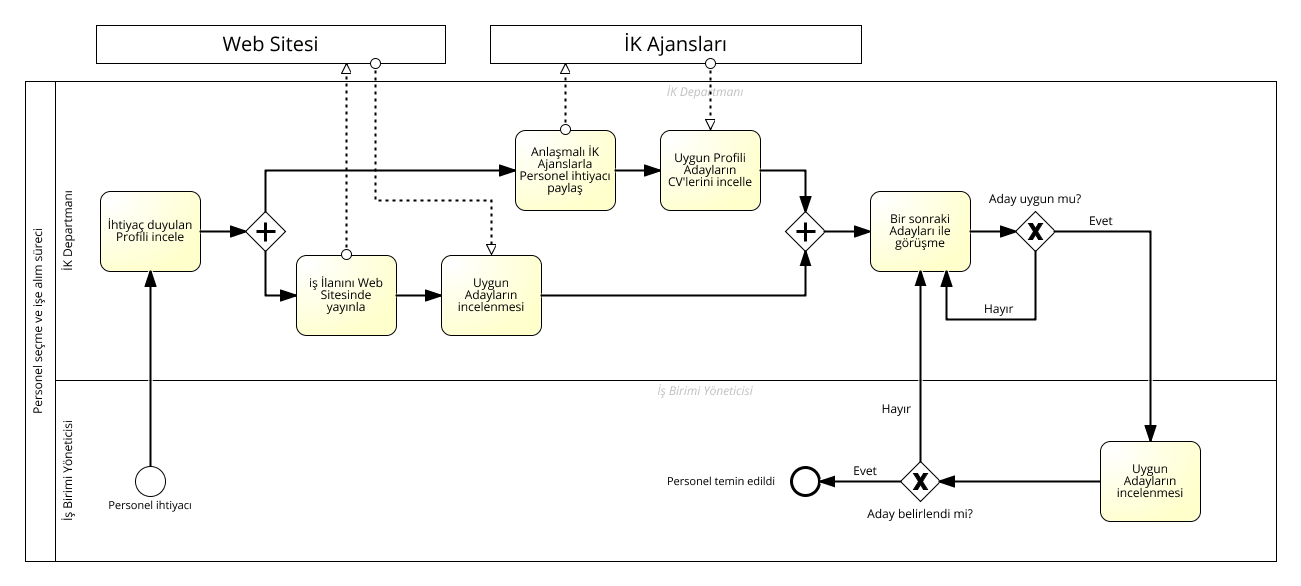 Web Sitesi
İK Ajansları
Personel seçme ve işe alım süreci
İK Departmanı
İK Departmanı
Anlaşmalı İK
Ajanslarla
Personel ihtiyacı
paylaş
Uygun Profili
Adayların
CV'lerini incelle
İhtiyaç duyulan
Profili incele
Bir sonraki
Adayları ile
görüşme
Aday uygun mu?
Evet
Hayır
iş İlanını Web
Sitesinde
yayınla
Uygun
Adayların
incelenmesi
İş Birimi Yöneticisi
İş Birimi Yöneticisi
Hayır
Personel ihtiyacı
Personel temin edildi
Evet
Aday belirlendi mi?
Uygun
Adayların
incelenmesi